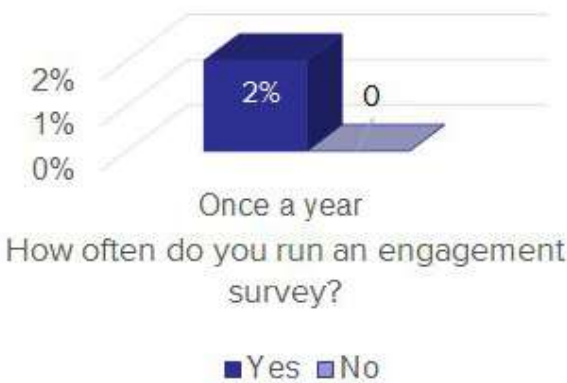 2%
1%
0%
2%
0
Once a year
How often do you run an engagement
survey?
Yes No